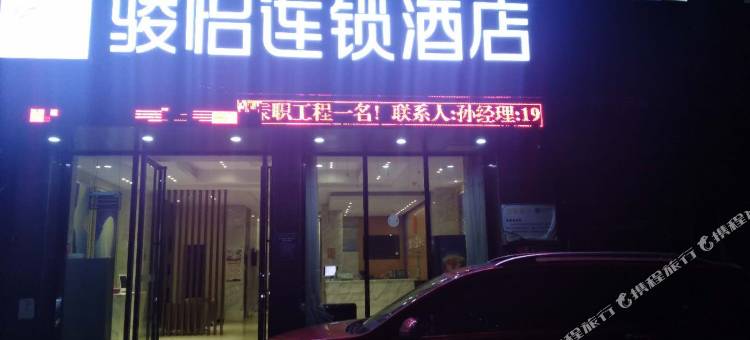 骏怡连锁酒店
兼职工程一名！联系人:孙经理:19
携程旅行
携程旅行